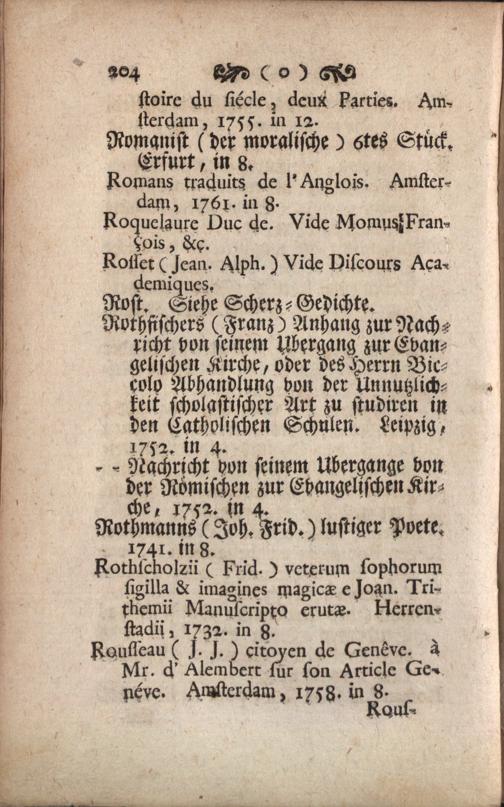 204 ( o )
ſtoire du ſiécle, deux Parties. Am-
ſterdam, 1755. in 12.
Romaniſt (der moraliſche) 6tes Stück.
Erfurt, in 8.
Romans traduits de l'Anglois. Amſter-
dam, 1761. in 8.
Roquelaure Duc de. Vide Momus Fran-
çois, &ç.
Roſſet (Jean. Alph.) Vide Diſcours Aca-
demiques.
Roſt. Siehe Scherz-Gedichte.
Rothfiſchers (Franz) Anhang zur Nach-
richt von ſeinem Ubergang zur Evan-
geliſchen Kirche, oder des Herrn Vic-
colo Abhandlung von der Unnutzlich-
keit ſcholaſtiſcher Art zu ſtudiren in
den Catholiſchen Schulen. Leipzig,
1752. in 4.
- - Nachricht von ſeinem Ubergange von
der Römiſchen zur Evangeliſchen Kir-
che, 1752. in 4.
Rothmanns (Joh. Frid.) luſtiger Poete.
1741. in 8.
Rothſcholzii (Frid.) veterum ſophorum
ſigilla & imagines magicæ e Joan. Tri-
themii Manuſcripto erutæ. Herren-
ſtadii, 1732. in 8.
Rouſſeau (J. J.) çitoyen de Genêve. à
Mr. d'Alembert ſur ſon Article Ge-
néve. Amſterdam, 1758. in 8.
Rouſ-